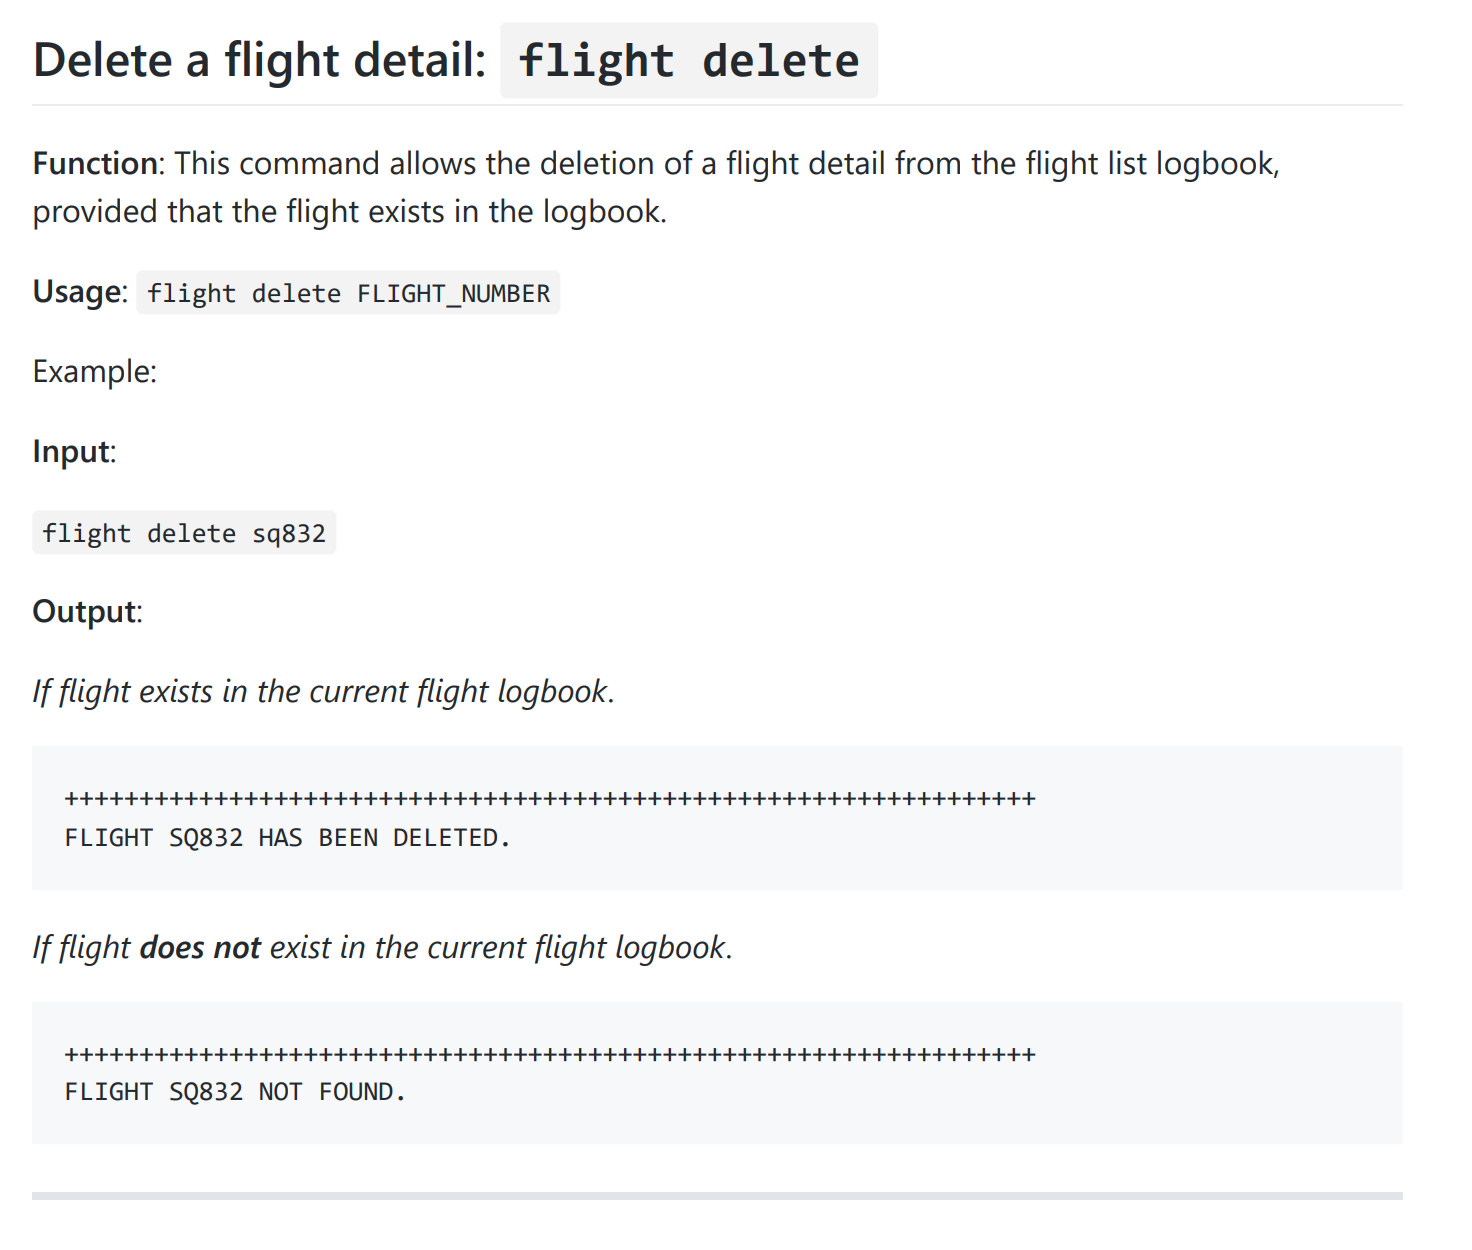 Delete a flight detail: flight delete
Function: This command allows the deletion of a flight detail from the flight list logbook,
provided that the flight exists in the logbook.
Usage: flight delete FLIGHT_NUMBER
Example:
Input:
flight delete sq832
Output:
If flight exists in the current flight logbook.
+++++++++++++++++++++++++++++++++++++++++++++++++++++++++++++++++
FLIGHT SQ832 HAS BEEN DELETED.
If flight does not exist in the current flight logbook.
+++++++++++++++++++++++++++++++++++++++++++++++++++++++++++++++++
FLIGHT SQ832 NOT FOUND.